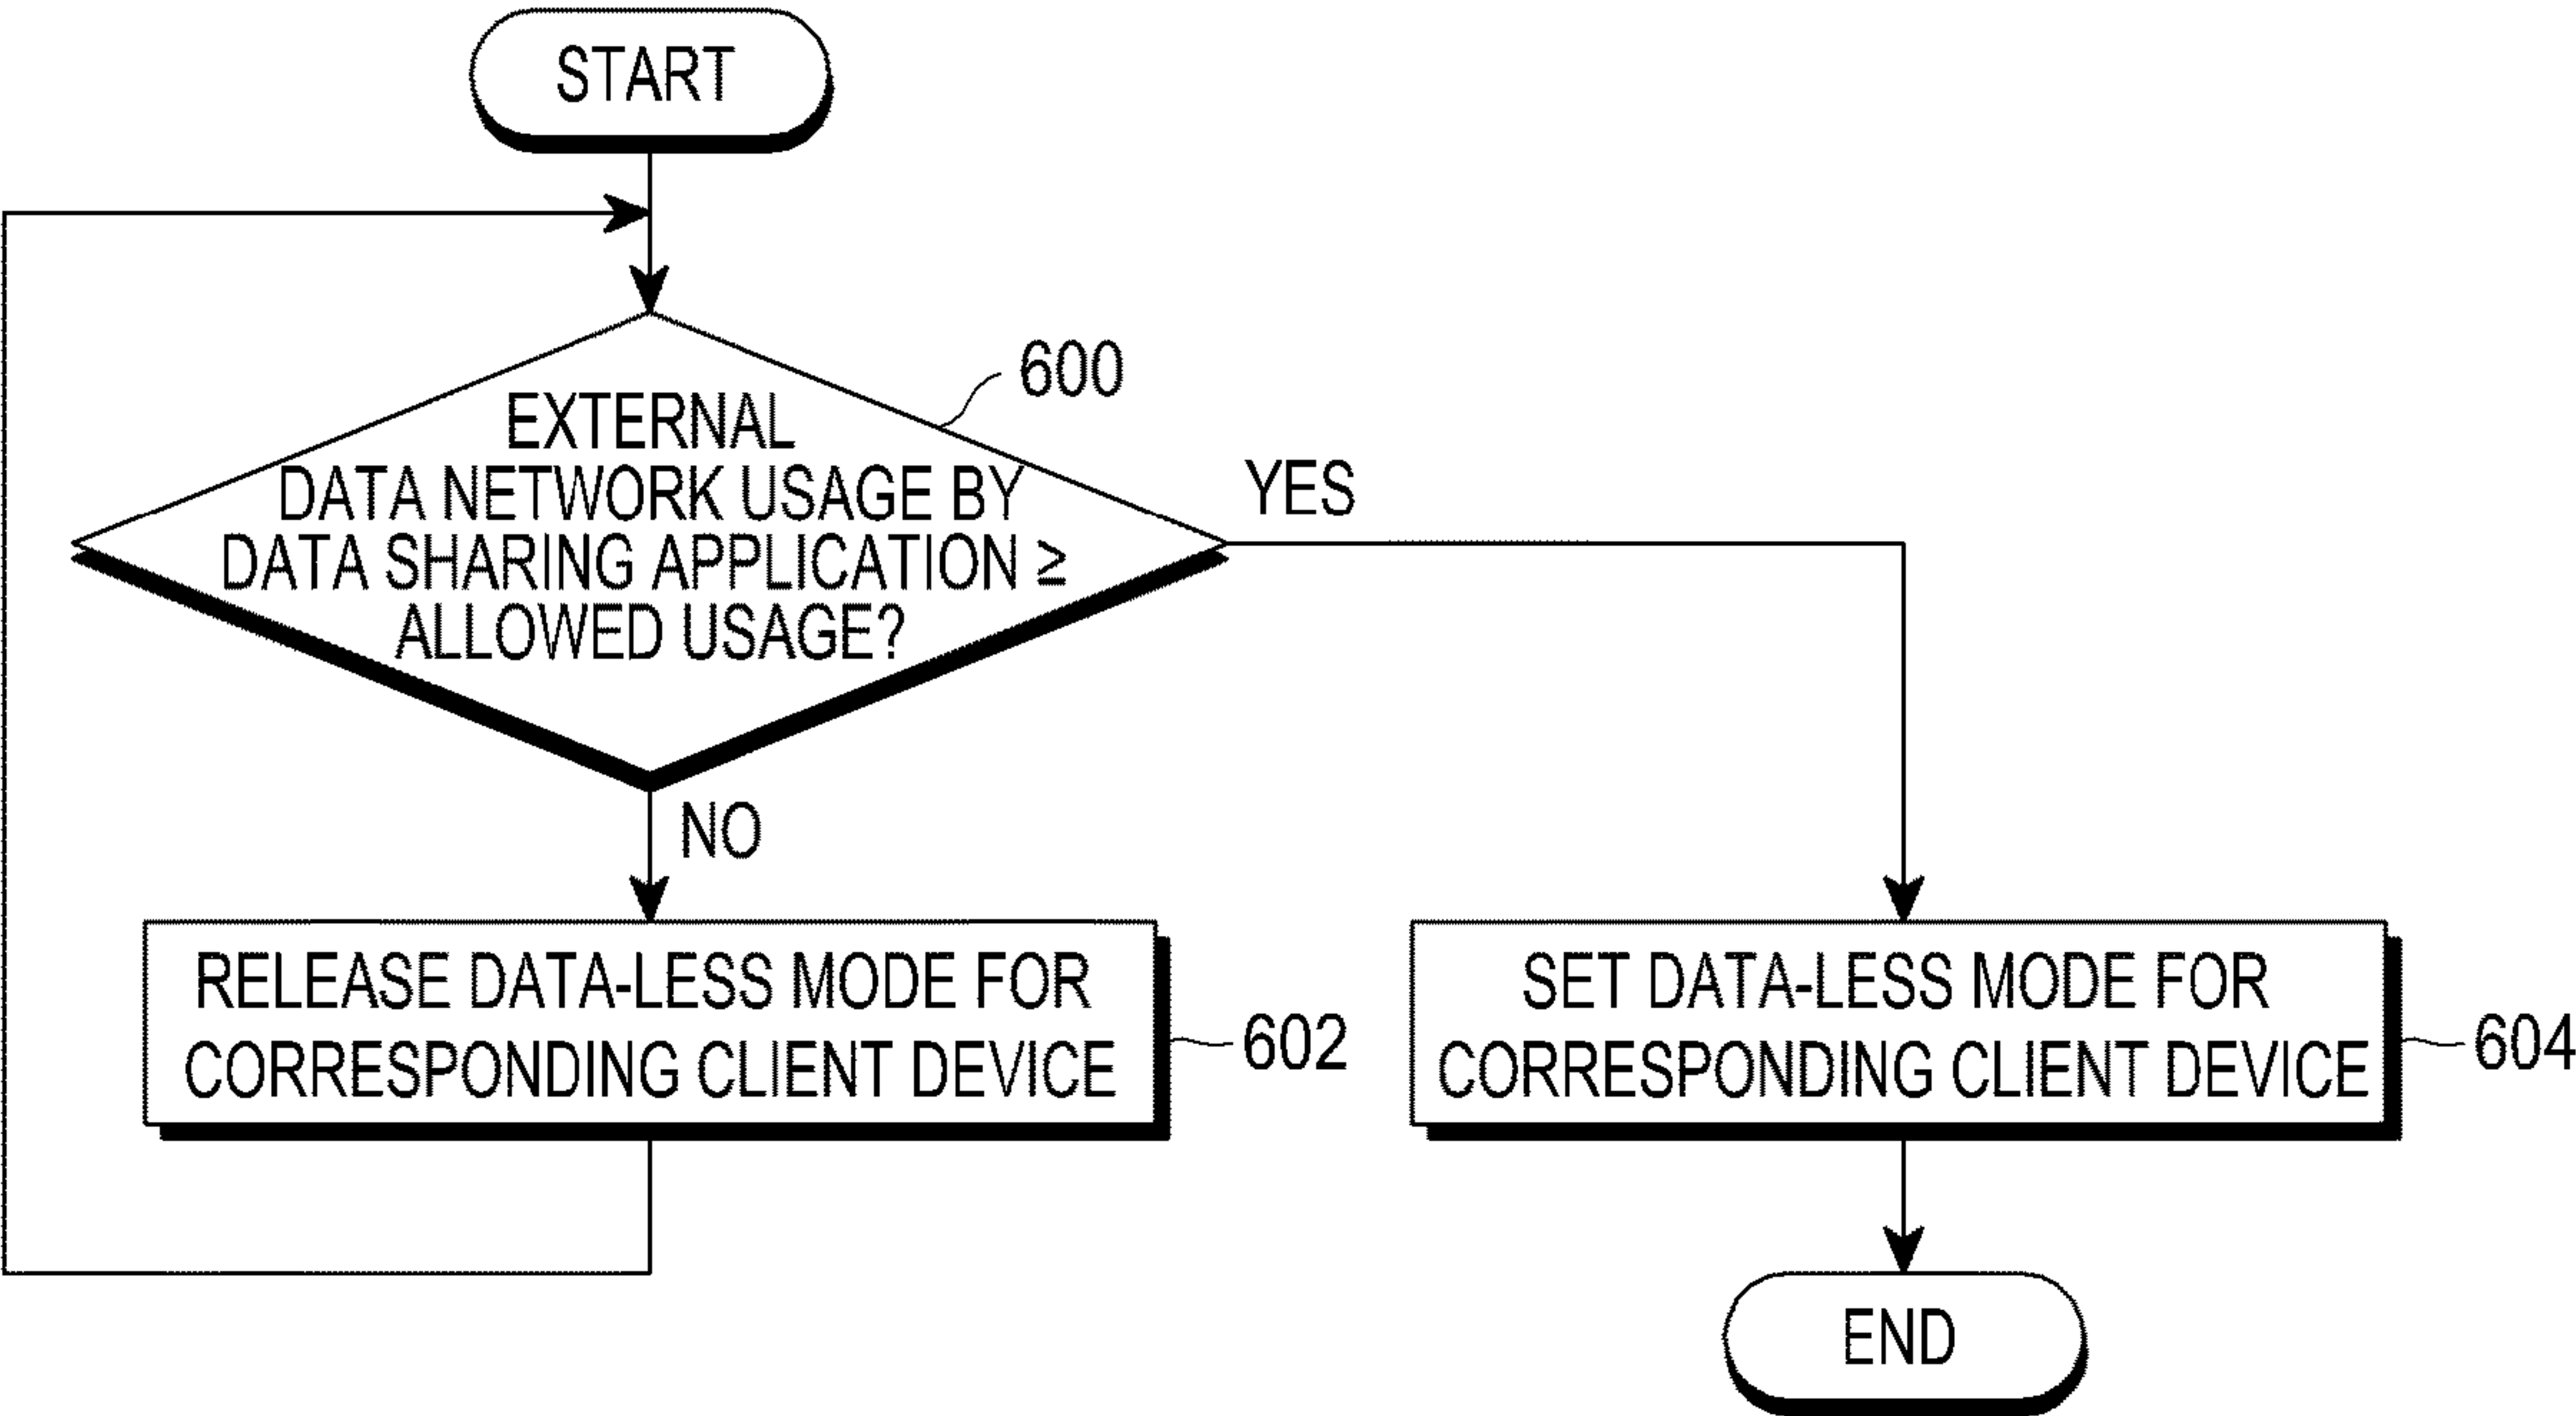 START
600
EXTERNAL
DATA NETWORK USAGE BY
DATA SHARING APPLICATION ≥
ALLOWED USAGE?
YES
NO
RELEASE DATA-LESS MODE FOR
CORRESPONDING CLIENT DEVICE
602
SET DATA-LESS MODE FOR
CORRESPONDING CLIENT DEVICE
604
END